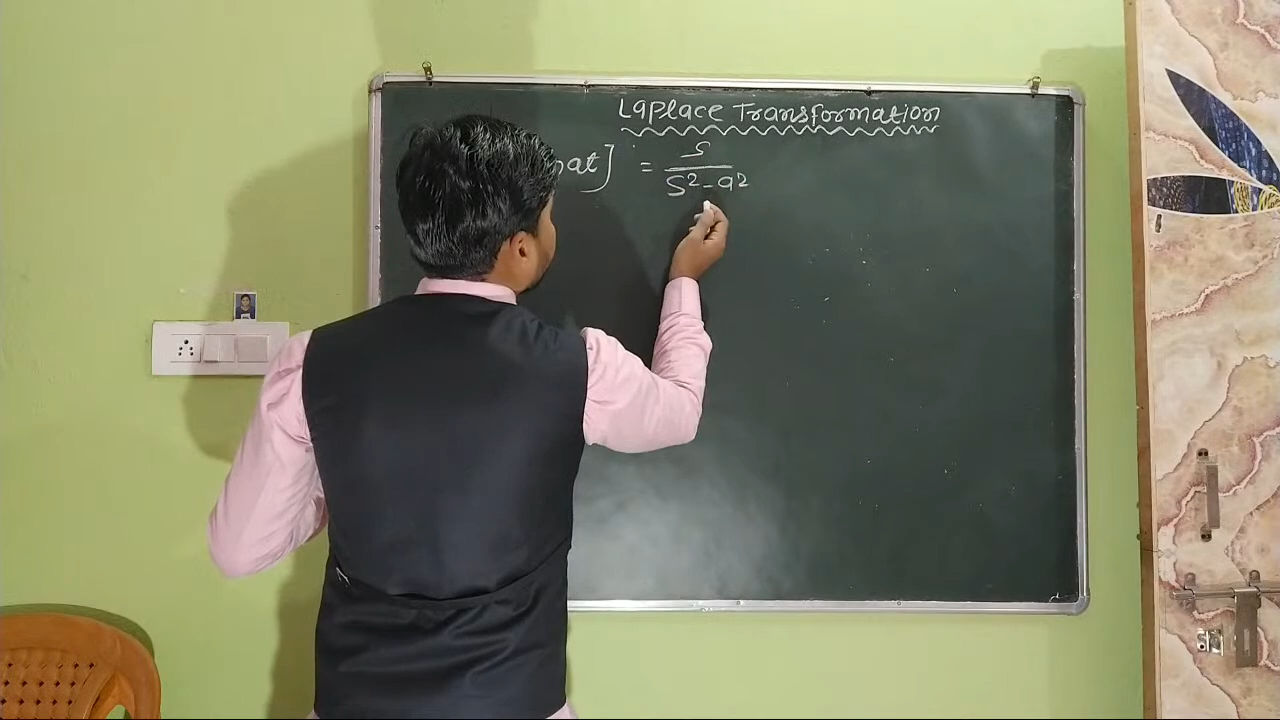 Laplace Transformation
at] = s/(s²-a²)